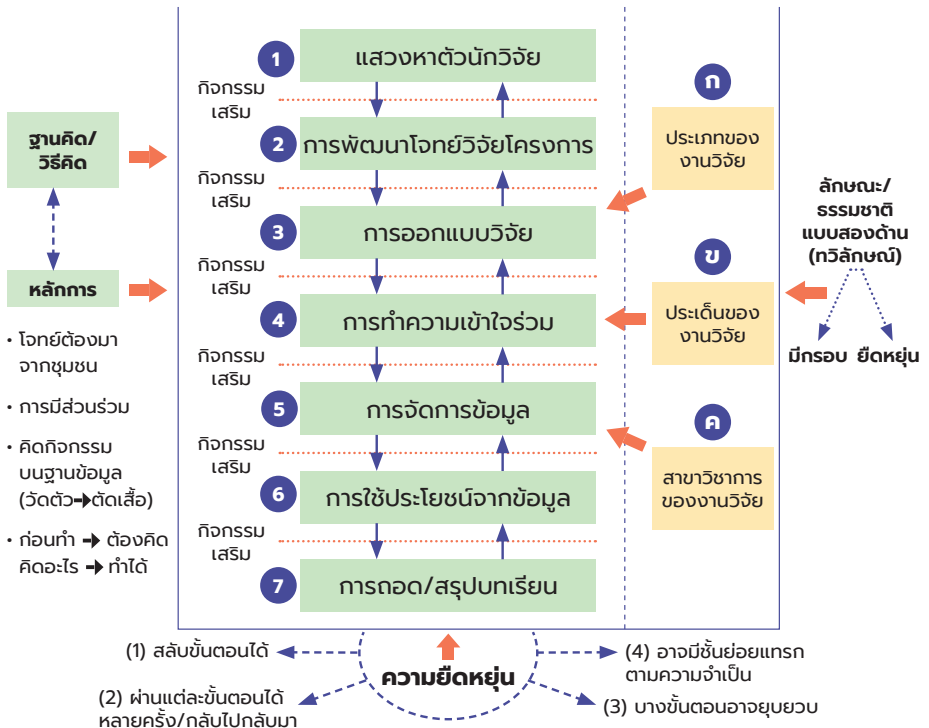 1
แสวงหาตัวนักวิจัย
กิจกรรม
เสริม
2
การพัฒนาโจทย์วิจัยโครงการ
กิจกรรม
เสริม
3
การออกแบบวิจัย
กิจกรรม
เสริม
4
การทำความเข้าใจร่วม
กิจกรรม
เสริม
5
การจัดการข้อมูล
กิจกรรม
เสริม
6
การใช้ประโยชน์จากข้อมูล
กิจกรรม
เสริม
7
การถอด/สรุปบทเรียน
ฐานคิด/
วิธีคิด
หลักการ
• โจทย์ต้องมา
จากชุมชน
• การมีส่วนร่วม
• คิดกิจกรรม
บนฐานข้อมูล
(วัดตัว→ตัดเสื้อ)
• ก่อนทำ → ต้องคิด
คิดอะไร → ทำได้
ก
ประเภทของ
งานวิจัย
ข
ประเด็นของ
งานวิจัย
ค
สาขาวิชาการ
ของงานวิจัย
ลักษณะ/
ธรรมชาติ
แบบสองด้าน
(ทวิลักษณ์)
มีกรอบ ยืดหยุ่น
ความยืดหยุ่น
(1) สลับขั้นตอนได้
(2) ผ่านแต่ละขั้นตอนได้
หลายครั้ง/กลับไปกลับมา
(4) อาจมีชั้นย่อยแทรก
ตามความจำเป็น
(3) บางขั้นตอนอาจยุบยวบ